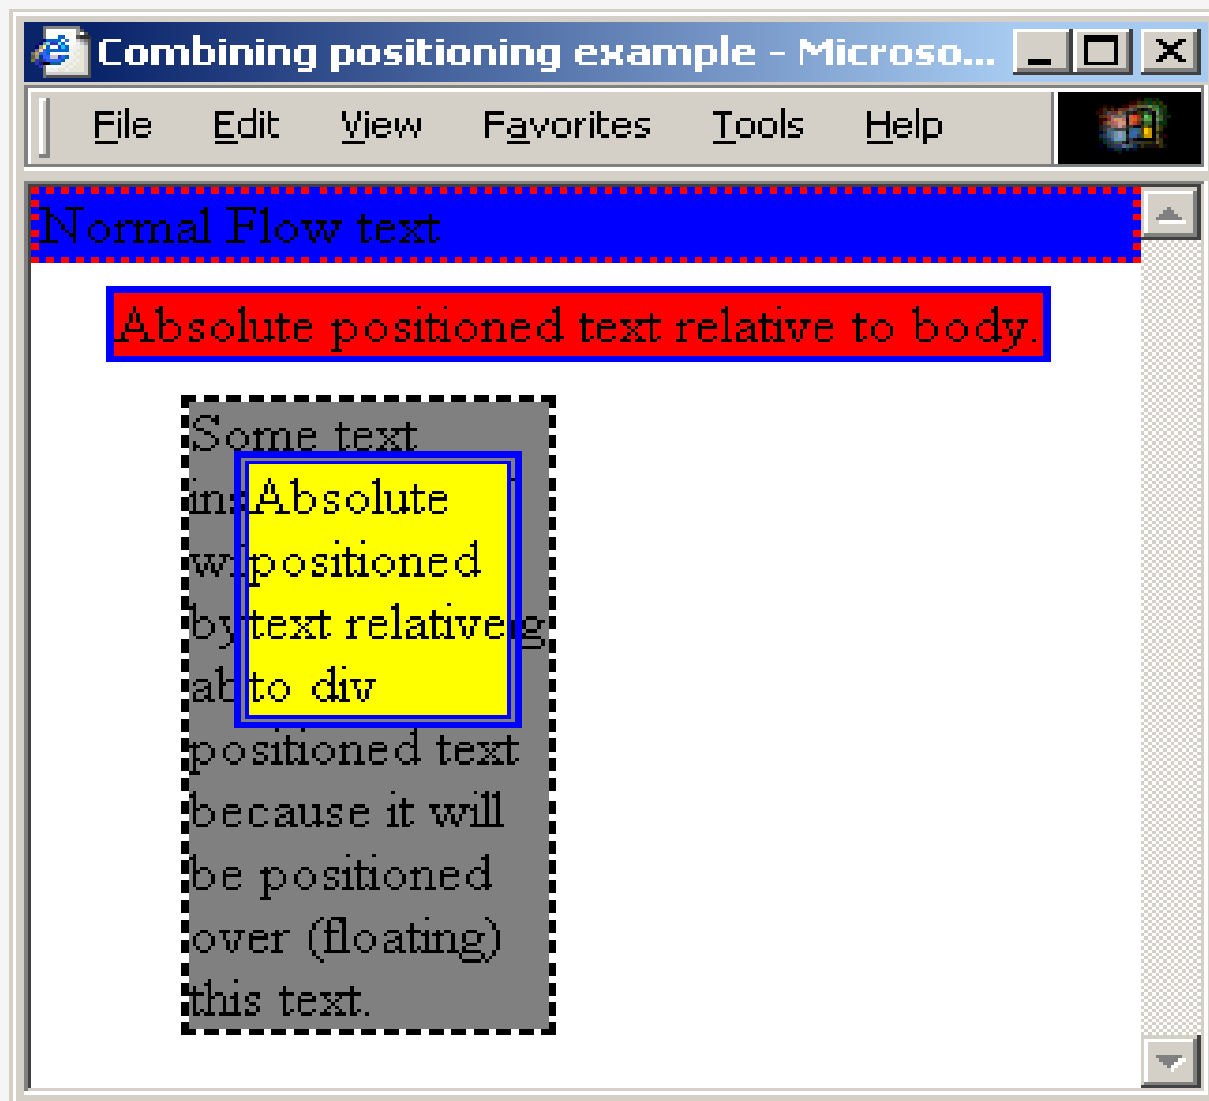 Combining positioning example - Microso...
File Edit View Favorites Tools Help
Normal Flow text
Absolute positioned text relative to body.
Some text
Absolute
positioned
by text relative
to div
positioned text
because it will
be positioned
over (floating)
this text.